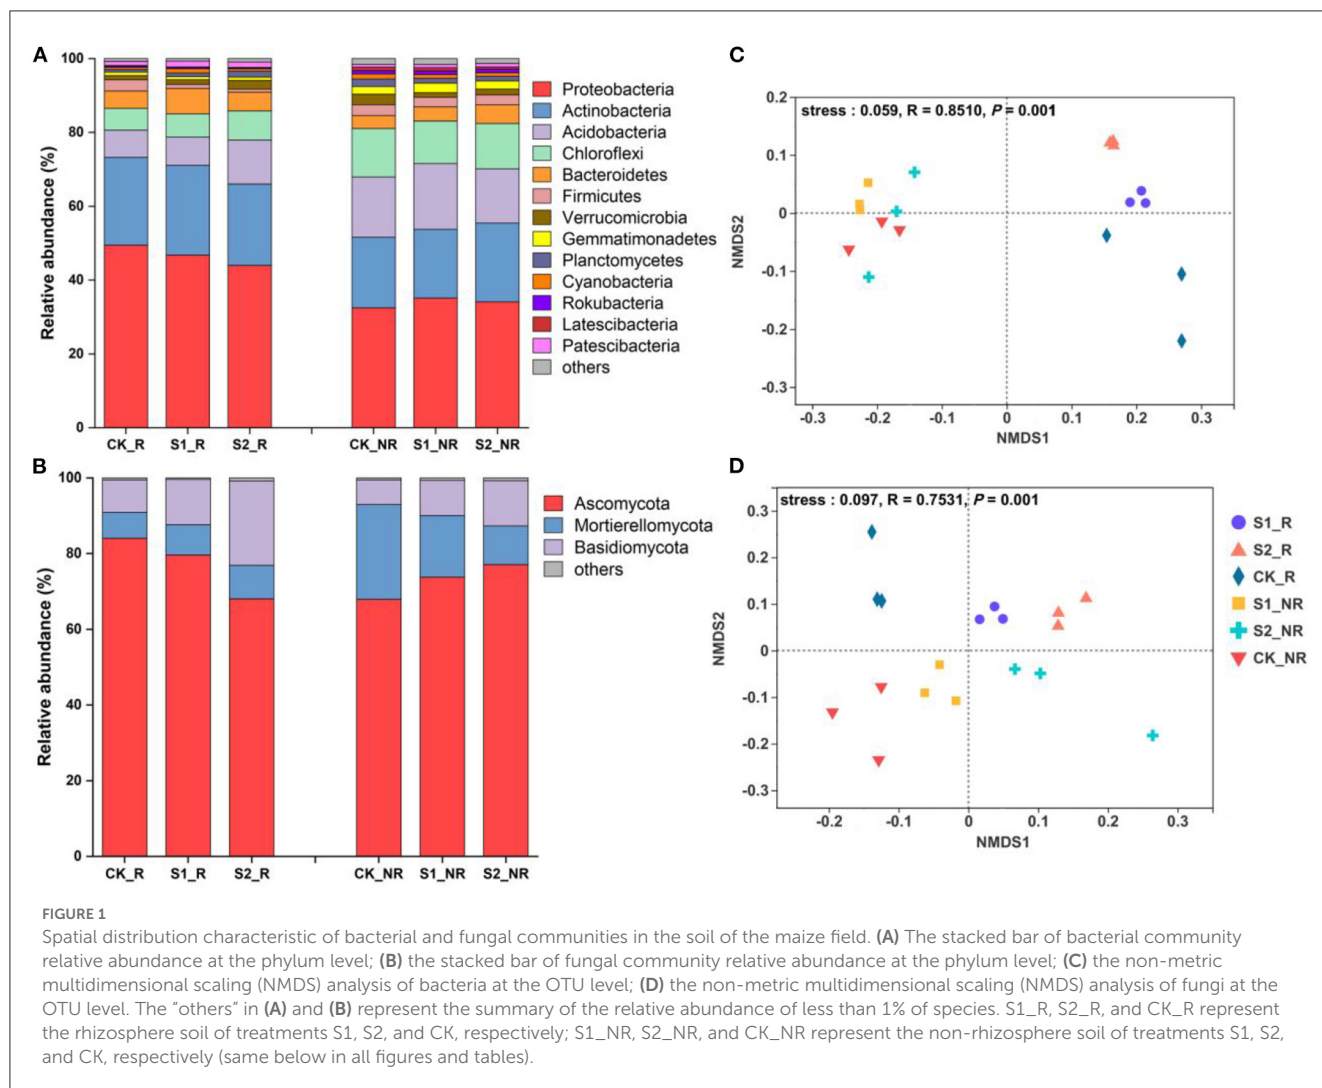 A
Relative abundance (%)
100
80
60
40
20
0
CK_R S1_R S2_R CK_NR S1_NR S2_NR
Proteobacteria
Actinobacteria
Acidobacteria
Chloroflexi
Bacteroidetes
Firmicutes
Verrucomicrobia
Gemmatimonadetes
Planctomycetes
Cyanobacteria
Rokubacteria
Latescibacteria
Patescibacteria
others
C
stress : 0.059, R = 0.8510, P = 0.001
NMDS2
0.2
0.1
0
-0.1
-0.2
-0.3
-0.3 -0.2 -0.1 0 0.1 0.2 0.3
NMDS1
B
Relative abundance (%)
100
80
60
40
20
0
CK_R S1_R S2_R CK_NR S1_NR S2_NR
Ascomycota
Mortierellomycota
Basidiomycota
others
D
stress : 0.097, R = 0.7531, P = 0.001
NMDS2
0.3
0.2
0.1
0
-0.1
-0.2
-0.3
-0.2 -0.1 0 0.1 0.2 0.3
NMDS1
S1_R
S2_R
CK_R
S1_NR
S2_NR
CK_NR
FIGURE 1
Spatial distribution characteristic of bacterial and fungal communities in the soil of the maize field. (A) The stacked bar of bacterial community
relative abundance at the phylum level; (B) the stacked bar of fungal community relative abundance at the phylum level; (C) the non-metric
multidimensional scaling (NMDS) analysis of bacteria at the OTU level; (D) the non-metric multidimensional scaling (NMDS) analysis of fungi at the
OTU level. The “others” in (A) and (B) represent the summary of the relative abundance of less than 1% of species. S1_R, S2_R, and CK_R represent
the rhizosphere soil of treatments S1, S2, and CK, respectively; S1_NR, S2_NR, and CK_NR represent the non-rhizosphere soil of treatments S1, S2,
and CK, respectively (same below in all figures and tables).